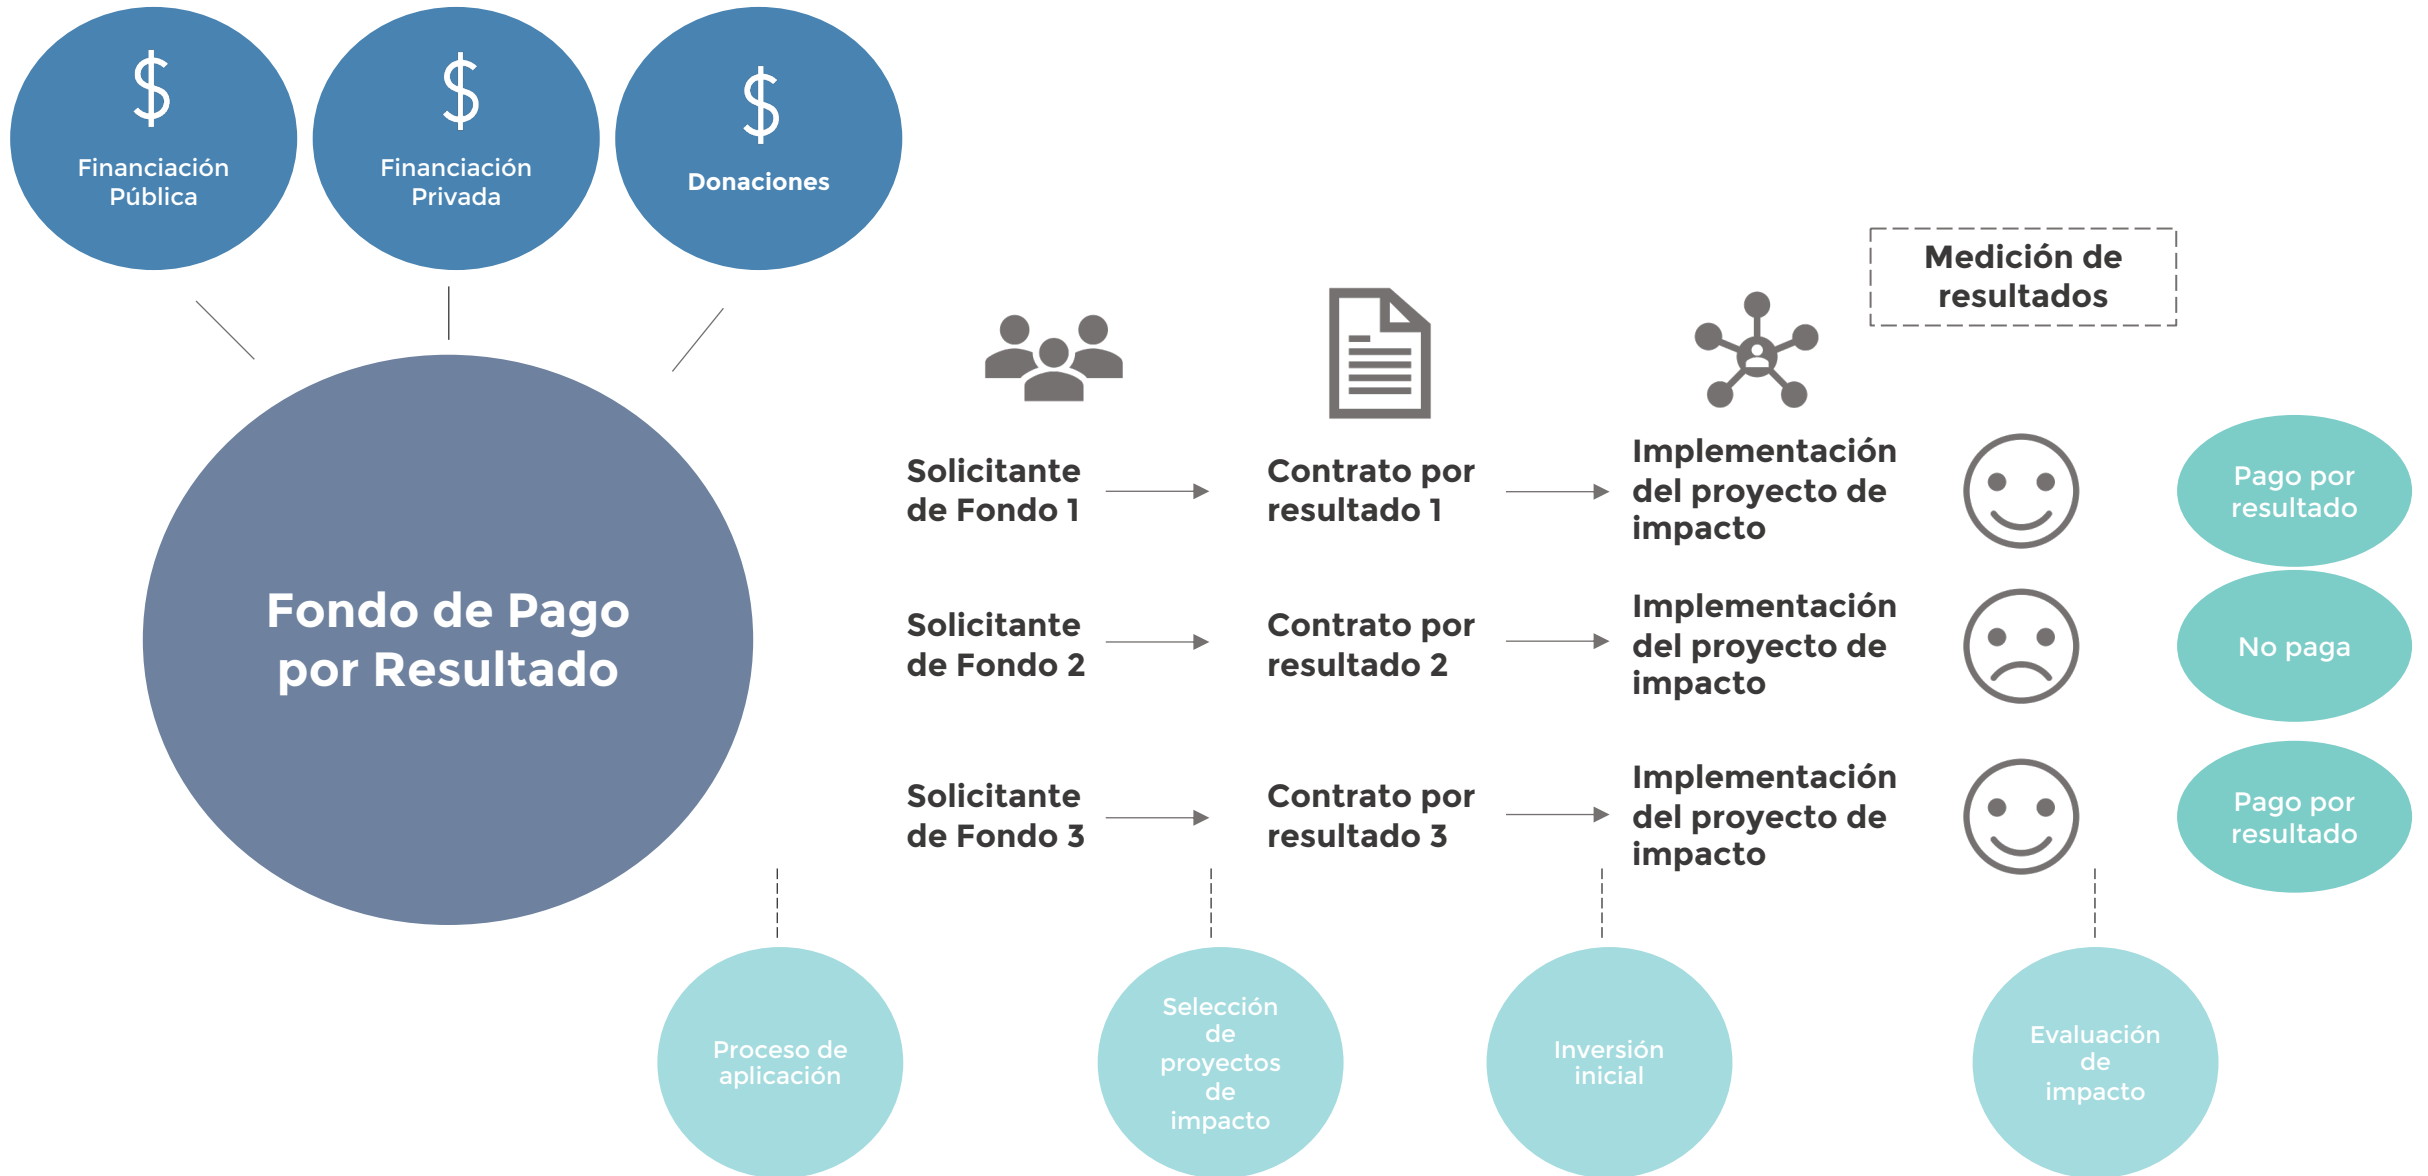 $
Financiación
Pública
$
Financiación
Privada
$
Donaciones
Fondo de Pago
por Resultado
Medición de
resultados
Solicitante
de Fondo 1
Contrato por
resultado 1
Implementación
del proyecto de
impacto
Pago por
resultado
Solicitante
de Fondo 2
Contrato por
resultado 2
Implementación
del proyecto de
impacto
No paga
Solicitante
de Fondo 3
Contrato por
resultado 3
Implementación
del proyecto de
impacto
Pago por
resultado
Proceso de
aplicación
Selección
de
proyectos
de
impacto
Inversión
inicial
Evaluación
de
impacto